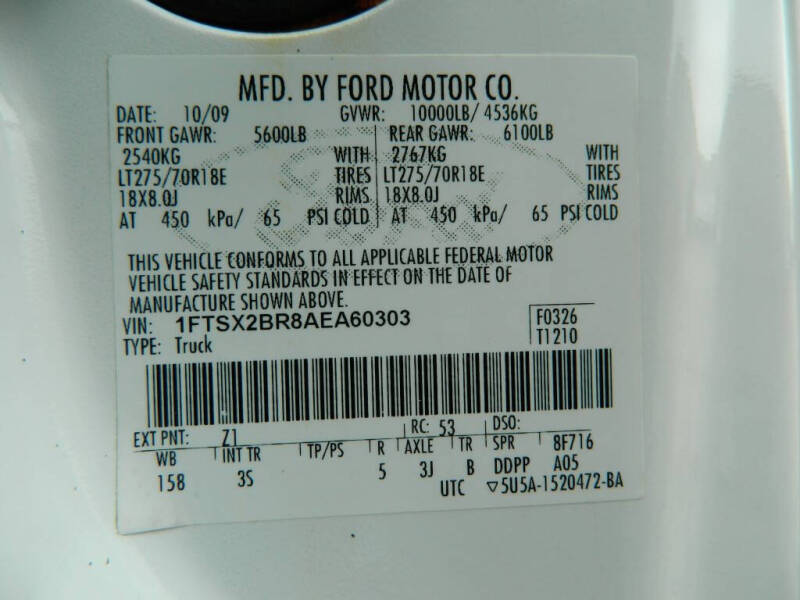 MFD. BY FORD MOTOR CO.
DATE: 10/09 GVWR: 10000LB/ 4536KG
FRONT GAWR: 5600LB REAR GAWR: 6100LB
2540KG WITH 2767KG WITH
LT275/70R18E TIRES LT275/70R18E TIRES
18X8.0J RIMS 18X8.0J RIMS
AT 450 kPa/ 65 PSI COLD AT 450 kPa/ 65 PSI COLD
THIS VEHICLE CONFORMS TO ALL APPLICABLE FEDERAL MOTOR
VEHICLE SAFETY STANDARDS IN EFFECT ON THE DATE OF
MANUFACTURE SHOWN ABOVE.
VIN: 1FTSX2BR8AEA60303 F0326
TYPE: Truck T1210
EXT PNT: Z1 RC: 53 DSO:
WB INT TR TP/PS R AXLE TR SPR 8F716
158 3S 5 3J B DDPP A05
UTC ▽5U5A-1520472-BA